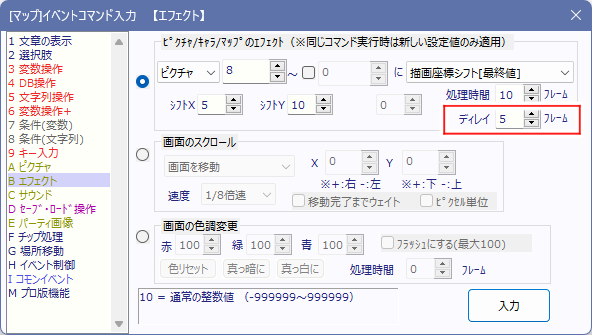 [マップ]イベントコマンド入力 【エフェクト】
1 文章の表示
2 選択肢
3 変数操作
4 DB操作
5 文字列操作
6 変数操作+
7 条件(変数)
8 条件(文字列)
9 キー入力
A ピクチャ
B エフェクト
C サウンド
D セーブ・ロード操作
E パーティ画像
F チップ処理
G 場所移動
H イベント制御
I コモンイベント
M プロ版機能
ピクチャ/キャラ/マップのエフェクト (※同じコマンド実行時は新しい設定値のみ適用)
ピクチャ 8 ～ 0 に 描画座標シフト[最終値]
シフトX 5 シフトY 10 0 処理時間 10 フレーム
ディレイ 5 フレーム
画面のスクロール
画面を移動 X 0 Y 0
※+:右 -:左 ※+:下 -:上
速度 1/8倍速 移動完了までウェイト ピクセル単位
画面の色調変更
赤 100 緑 100 青 100 フラッシュにする(最大100)
色リセット 真っ暗に 真っ白に 処理時間 0 フレーム
10 = 通常の整数値 (-999999～999999)
入力